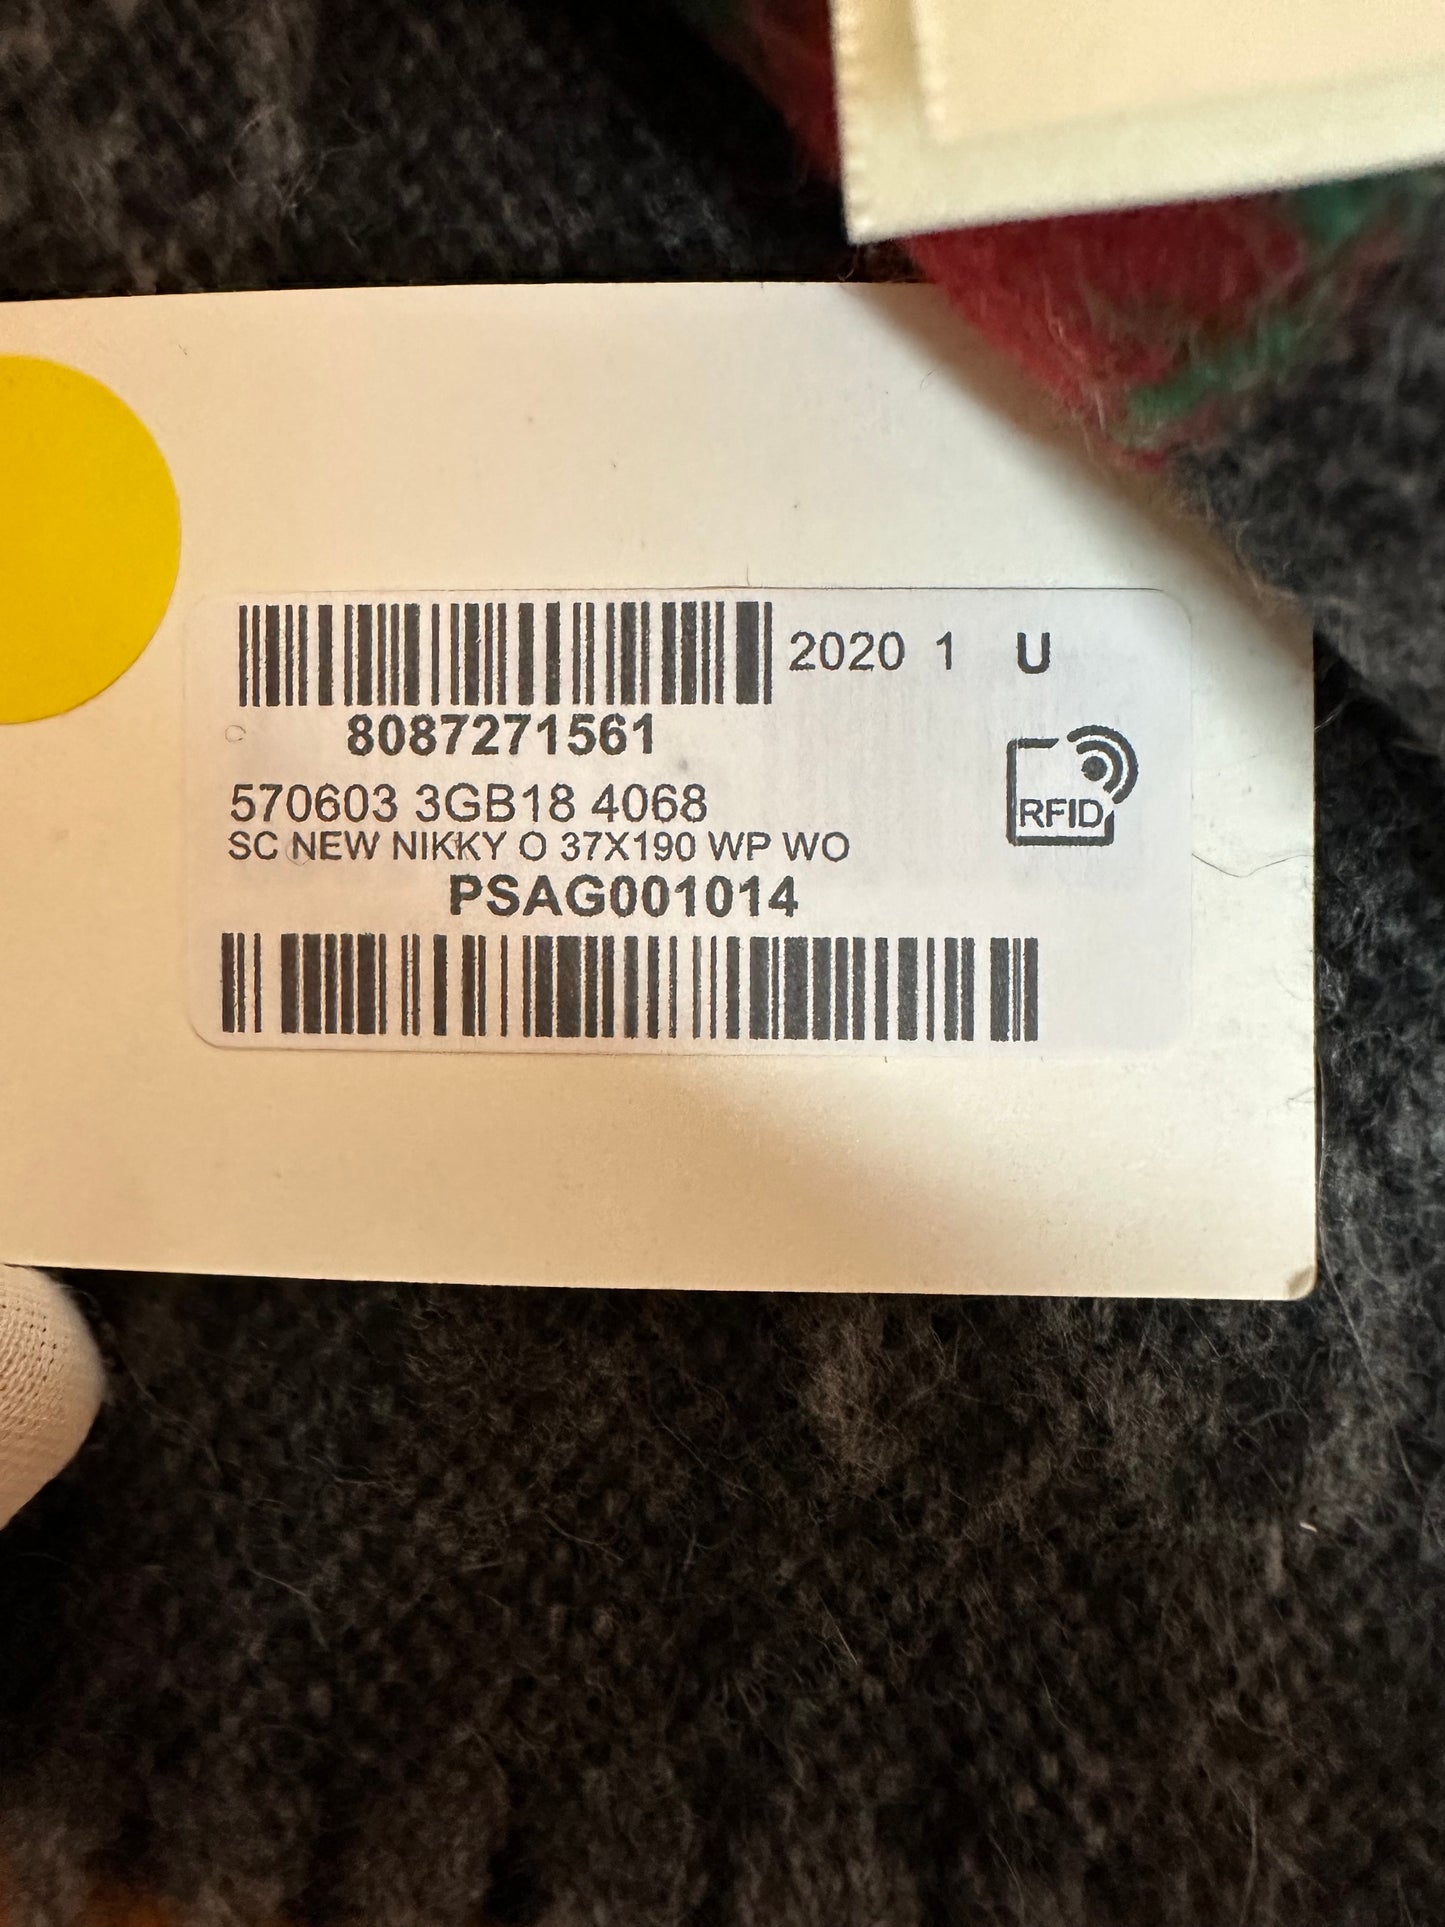 2020 1 U
8087271561
570603 3GB18 4068
SC NEW NIKKY O 37X190 WP WO
RFID
PSAG001014